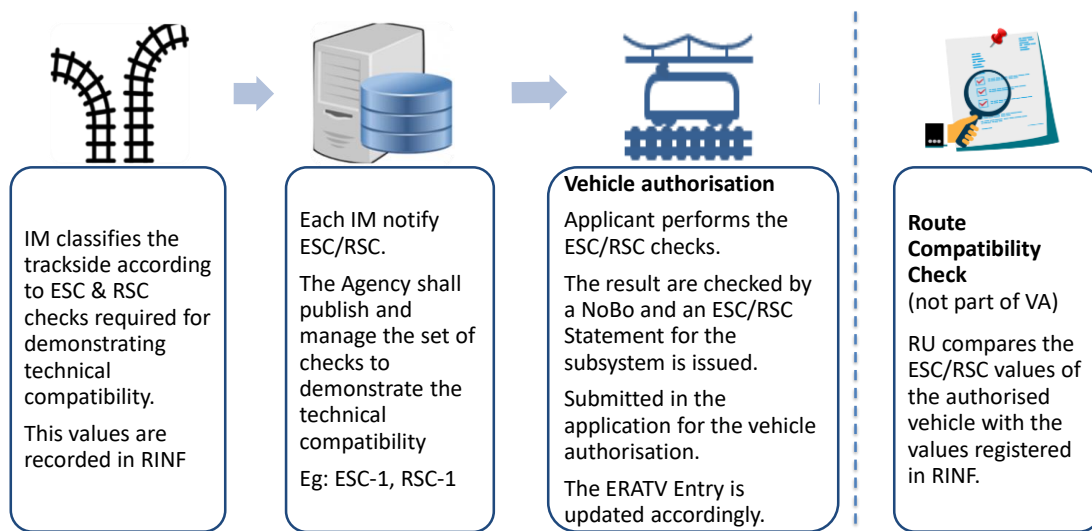 IM classifies the
trackside according
to ESC & RSC
checks required for
demonstrating
technical
compatibility.
This values are
recorded in RINF
Each IM notify
ESC/RSC.
The Agency shall
publish and
manage the set of
checks to
demonstrate the
technical
compatibility
Eg: ESC-1, RSC-1
Vehicle authorisation
Applicant performs the
ESC/RSC checks.
The result are checked by
a NoBo and an ESC/RSC
Statement for the
subsystem is issued.
Submitted in the
application for the vehicle
authorisation.
The ERATV Entry is
updated accordingly.
Route
Compatibility
Check
(not part of VA)
RU compares the
ESC/RSC values of
the authorised
vehicle with the
values registered
in RINF.